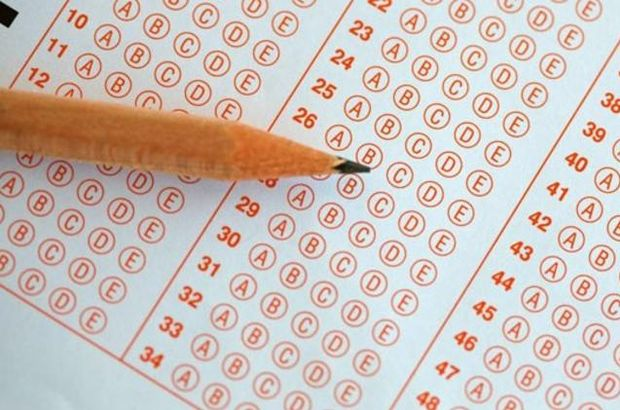 D E
C D E
A B C D E
10 A B C D E
11 A B C
12 A
C D E
B C D E
A B C D E
B C D E
B C D E
E
D E
B C D E
22 A B C D E
23 A B C D E
24 A B C D E
25 A B C D E
26 A B C D E
B C D E
28 A B C D E
29 A B C D E
30 A B C D E
31 A B C D E
32 A B C D E
33 A B C D
34 A B
38
39
40 A
41 A
42 A B
43 A B C
44 A B C
45 A B C D
46 A B C
47 A B
48